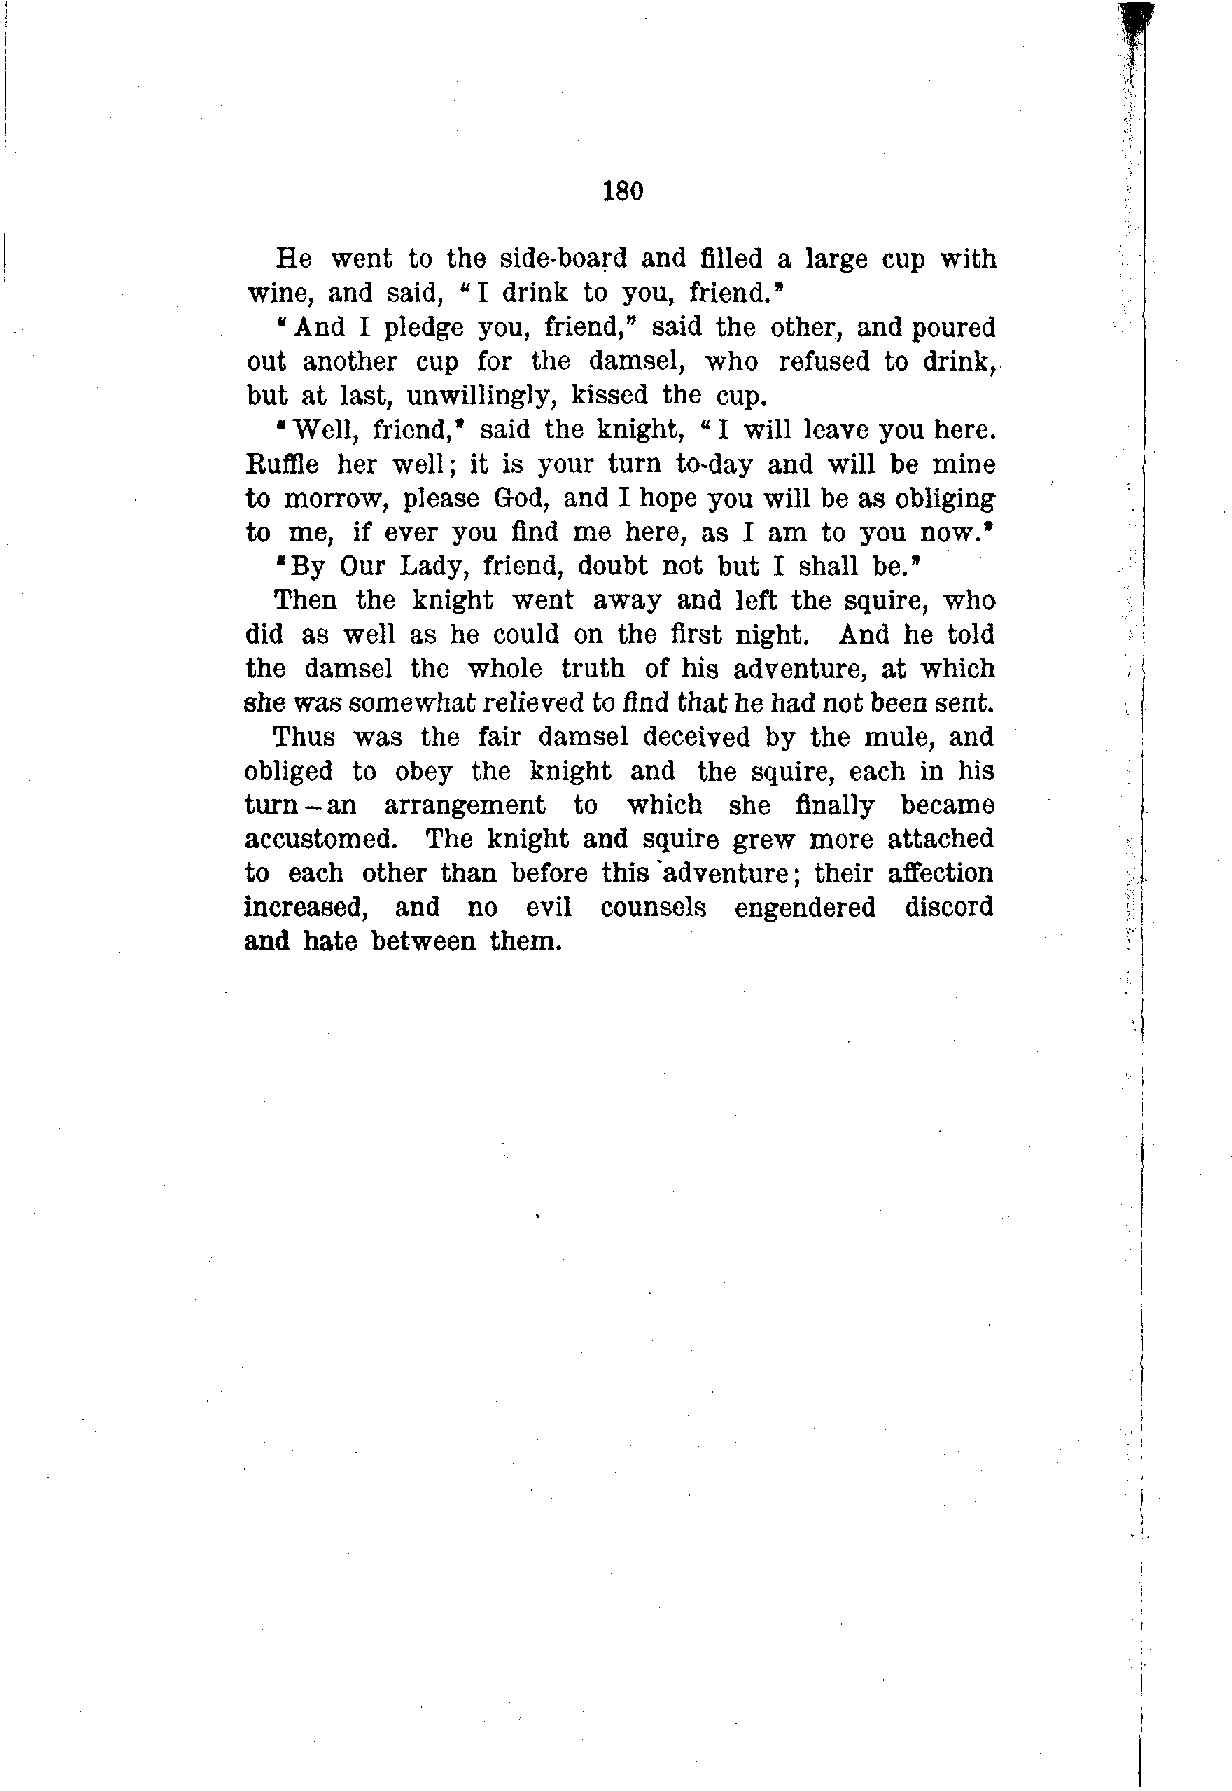 180
He went to the side-board and filled a large cup with
wine, and said, “I drink to you, friend.”
“And I pledge you, friend,” said the other, and poured
out another cup for the damsel, who refused to drink,
but at last, unwillingly, kissed the cup.
“Well, friend,” said the knight, “I will leave you here.
Ruffle her well; it is your turn to-day and will be mine
to morrow, please God, and I hope you will be as obliging
to me, if ever you find me here, as I am to you now.”
“By Our Lady, friend, doubt not but I shall be.”
Then the knight went away and left the squire, who
did as well as he could on the first night. And he told
the damsel the whole truth of his adventure, at which
she was somewhat relieved to find that he had not been sent.
Thus was the fair damsel deceived by the mule, and
obliged to obey the knight and the squire, each in his
turn – an arrangement to which she finally became
accustomed. The knight and squire grew more attached
to each other than before this adventure; their affection
increased, and no evil counsels engendered discord
and hate between them.